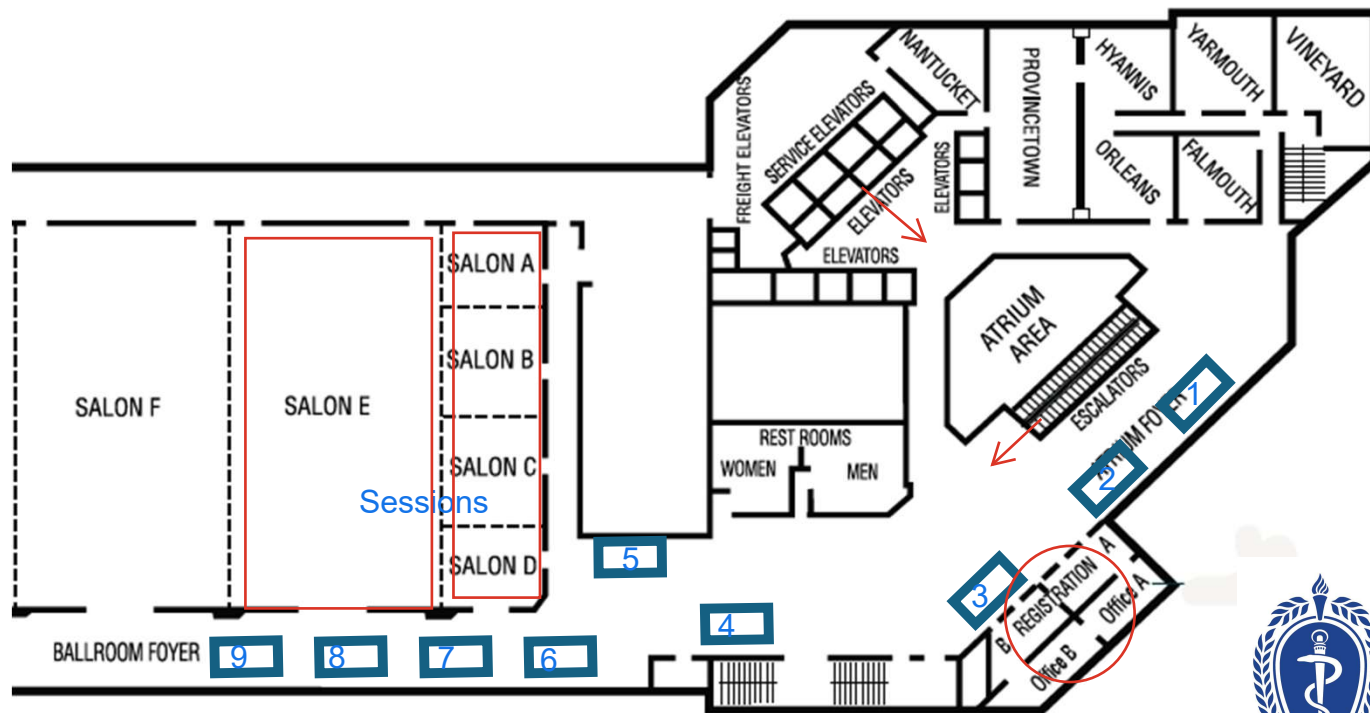 NANTUCKET
PROVINCETOWN
HYANNIS
YARMOUTH
VINEYARD
FREIGHT ELEVATORS
SERVICE ELEVATORS
ELEVATORS
ELEVATORS
ORLEANS
FALMOUTH
ELEVATORS
SALON A
SALON B
SALON C
SALON D
SALON E
SALON F
Sessions
ATRIUM
AREA
ESCALATORS
ATRIUM FOYER
REST ROOMS
WOMEN
MEN
1
2
3
4
5
6
7
8
9
A
REGISTRATION
B
Office A
Office B
BALLROOM FOYER